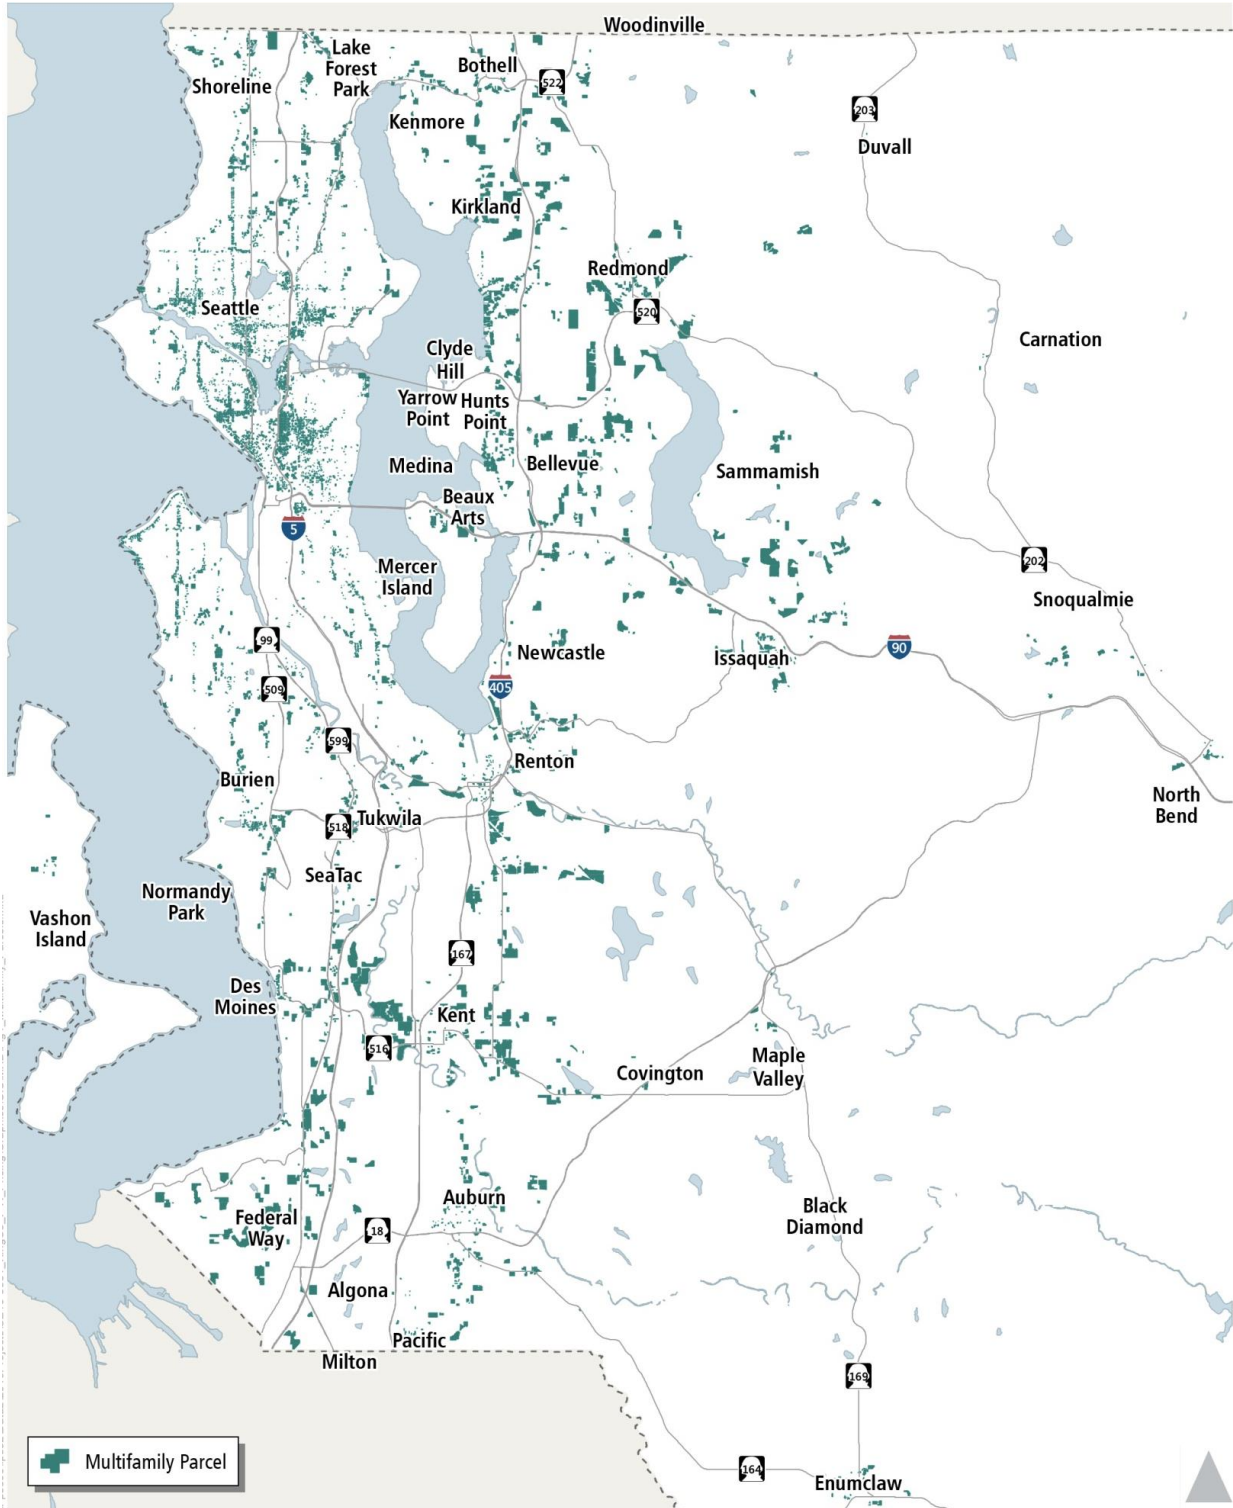 Woodinville
Lake
Forest
Park
Bothell
Shoreline
522
203
Kenmore
Duvall
Kirkland
Redmond
Seattle
520
Carnation
Clyde
Hill
Yarrow
Point
Hunts
Point
Medina
Bellevue
Sammamish
Beaux
Arts
5
202
Mercer
Island
Snoqualmie
99
Newcastle
Issaquah
90
405
509
599
Renton
Burien
North
Bend
518
Tukwila
SeaTac
Normandy
Park
Vashon
Island
167
Des
Moines
Kent
516
Maple
Valley
Covington
Auburn
Black
Diamond
Federal
Way
18
Algona
Pacific
Milton
169
Multifamily Parcel
164
Enumclaw